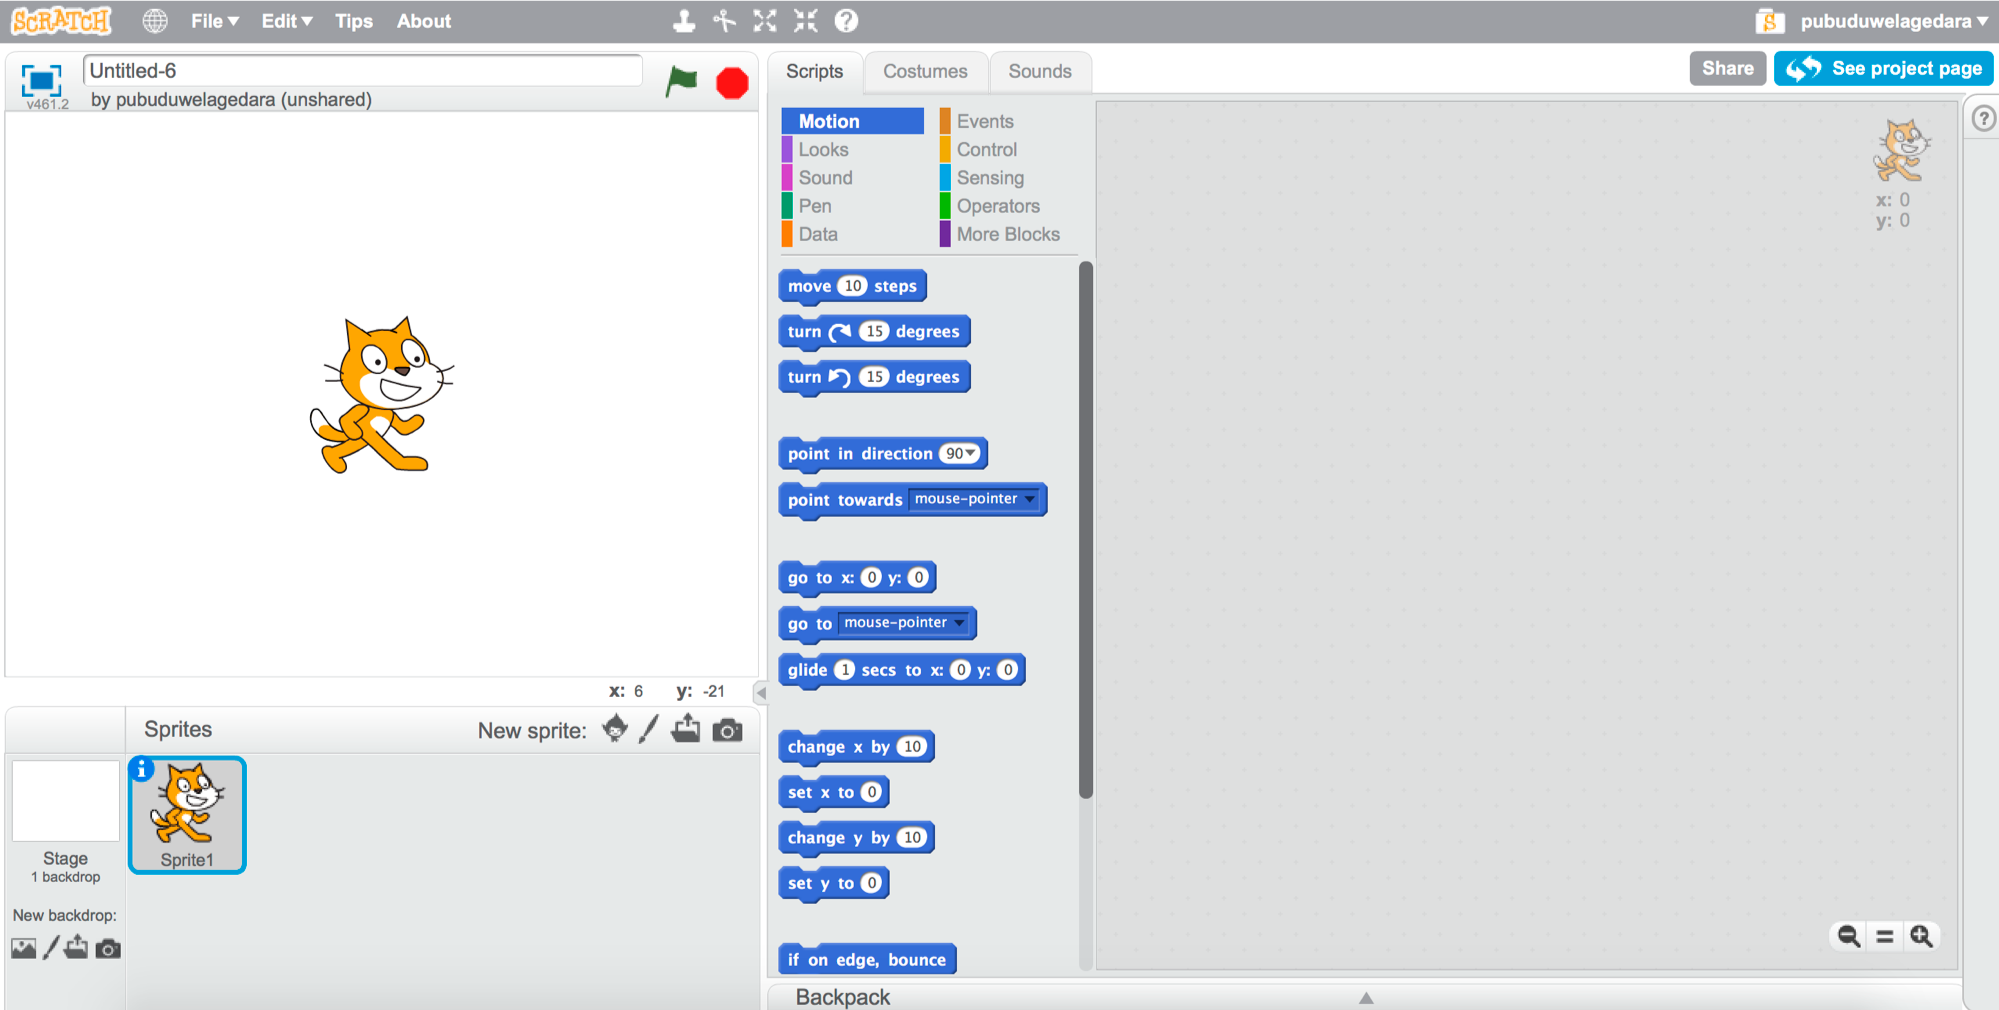 SCRATCH File Edit Tips About pubuduwelagedara
Untitled-6
v461.2 by pubuduwelagedara (unshared)
Scripts Costumes Sounds
Share See project page
Motion Events
Looks Control
Sound Sensing
Pen Operators
Data More Blocks
x: 0
y: 0
move 10 steps
turn 15 degrees
turn 15 degrees
point in direction 90
point towards mouse-pointer
go to x: 0 y: 0
go to mouse-pointer
glide 1 secs to x: 0 y: 0
change x by 10
set x to 0
change y by 10
set y to 0
if on edge, bounce
x: 6 y: -21
Sprites New sprite:
Sprite1
Stage
1 backdrop
New backdrop:
Backpack